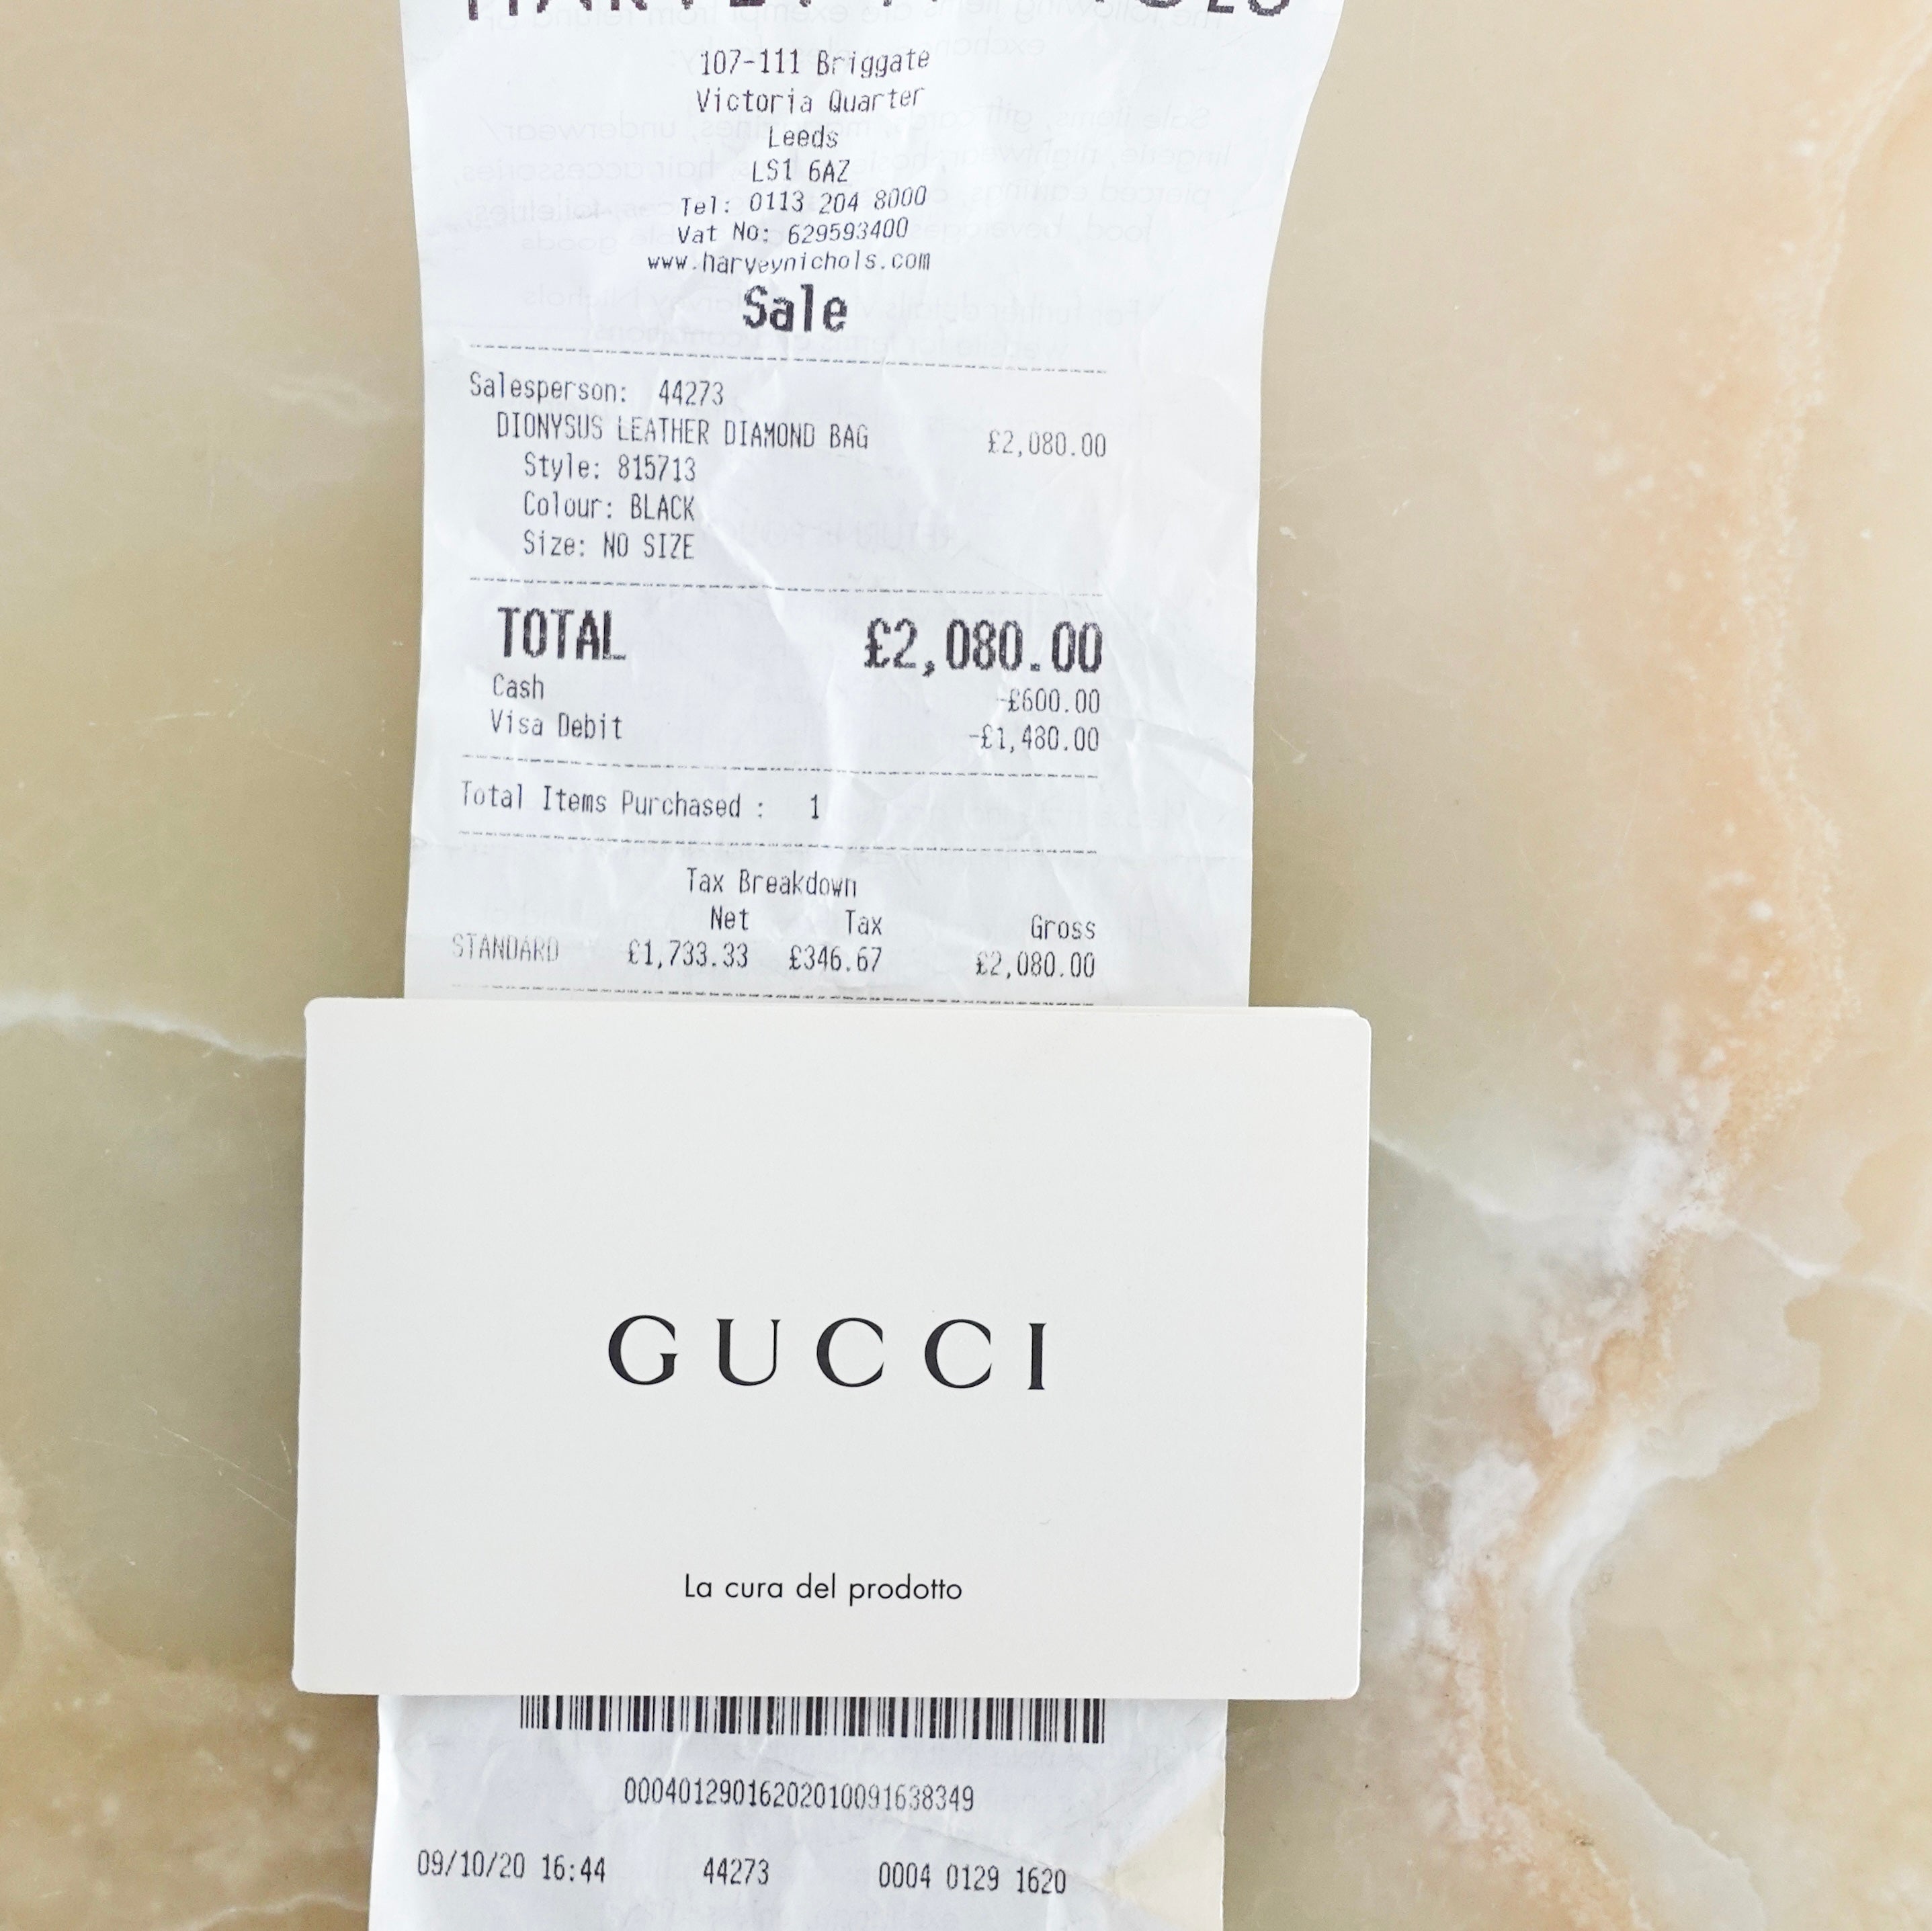 107-111 Briggate
Victoria Quarter
Leeds
LS1 6AZ
Tel: 0113 204 8000
Vat No: 629593400
www.harveynichols.com
Sale
Salesperson: 44273
DIONYSUS LEATHER DIAMOND BAG £2,080.00
Style: 815713
Colour: BLACK
Size: NO SIZE
TOTAL £2,080.00
Cash -£600.00
Visa Debit -£1,480.00
Total Items Purchased : 1
Tax Breakdown
Net Tax Gross
STANDARD £1,733.33 £346.67 £2,080.00
GUCCI
La cura del prodotto
000401290162020100916383​49
09/10/20 16:44 44273 0004 0129 1620